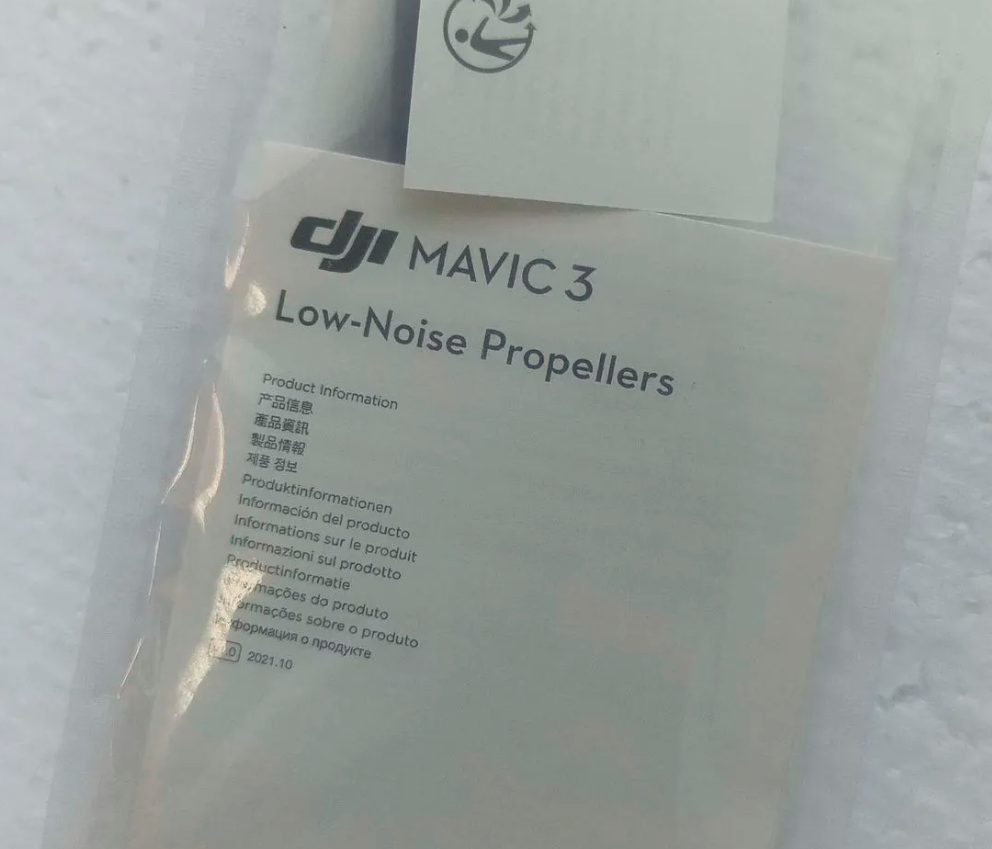 dji MAVIC 3
Low-Noise Propellers
Product Information
产品信息
產品資訊
製品情報
제품 정보
Produktinformationen
Información del producto
Informations sur le produit
Informazioni sul prodotto
Productinformatie
do produto
sobre o produto
о продукте
2021.10